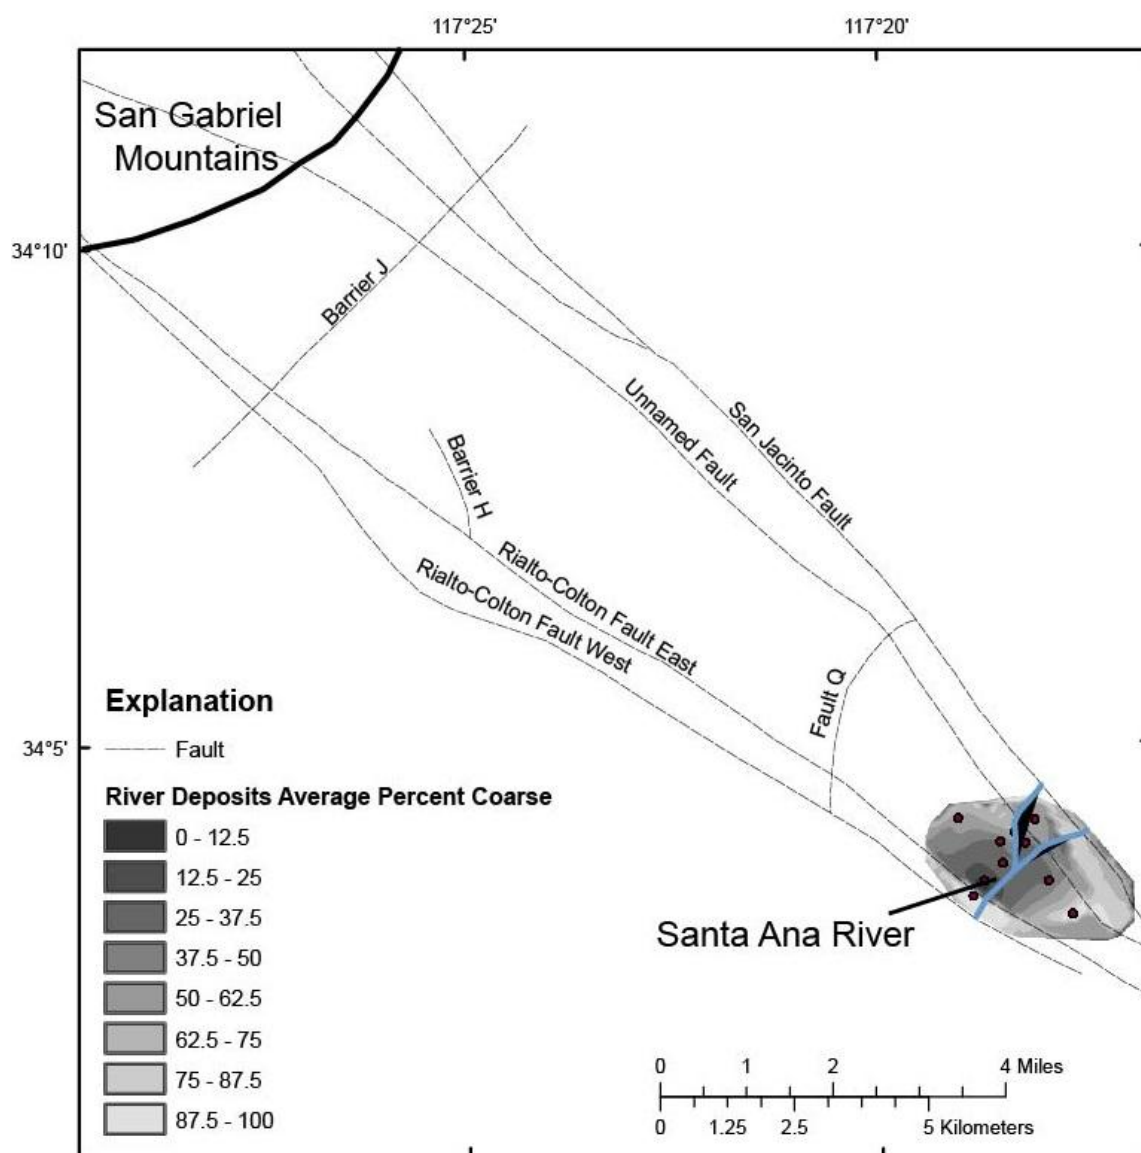 117°25'
117°20'
San Gabriel
Mountains
34°10'
Barrier J
Unnamed Fault
San Jacinto Fault
Barrier H
Rialto-Colton Fault East
Rialto-Colton Fault West
Fault Q
Explanation
Fault
34°5'
River Deposits Average Percent Coarse
0 - 12.5
12.5 - 25
25 - 37.5
37.5 - 50
50 - 62.5
62.5 - 75
75 - 87.5
87.5 - 100
Santa Ana River
0 1 2 4 Miles
0 1.25 2.5 5 Kilometers